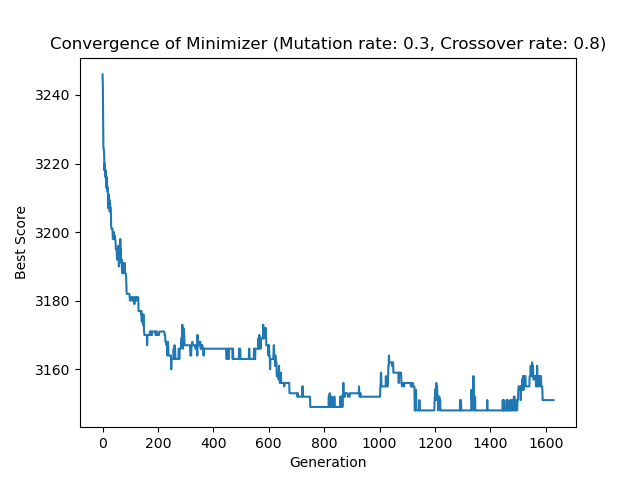 Convergence of Minimizer (Mutation rate: 0.3, Crossover rate: 0.8)
3240
3220
3200
3180
3160
Best Score
0 200 400 600 800 1000 1200 1400 1600
Generation